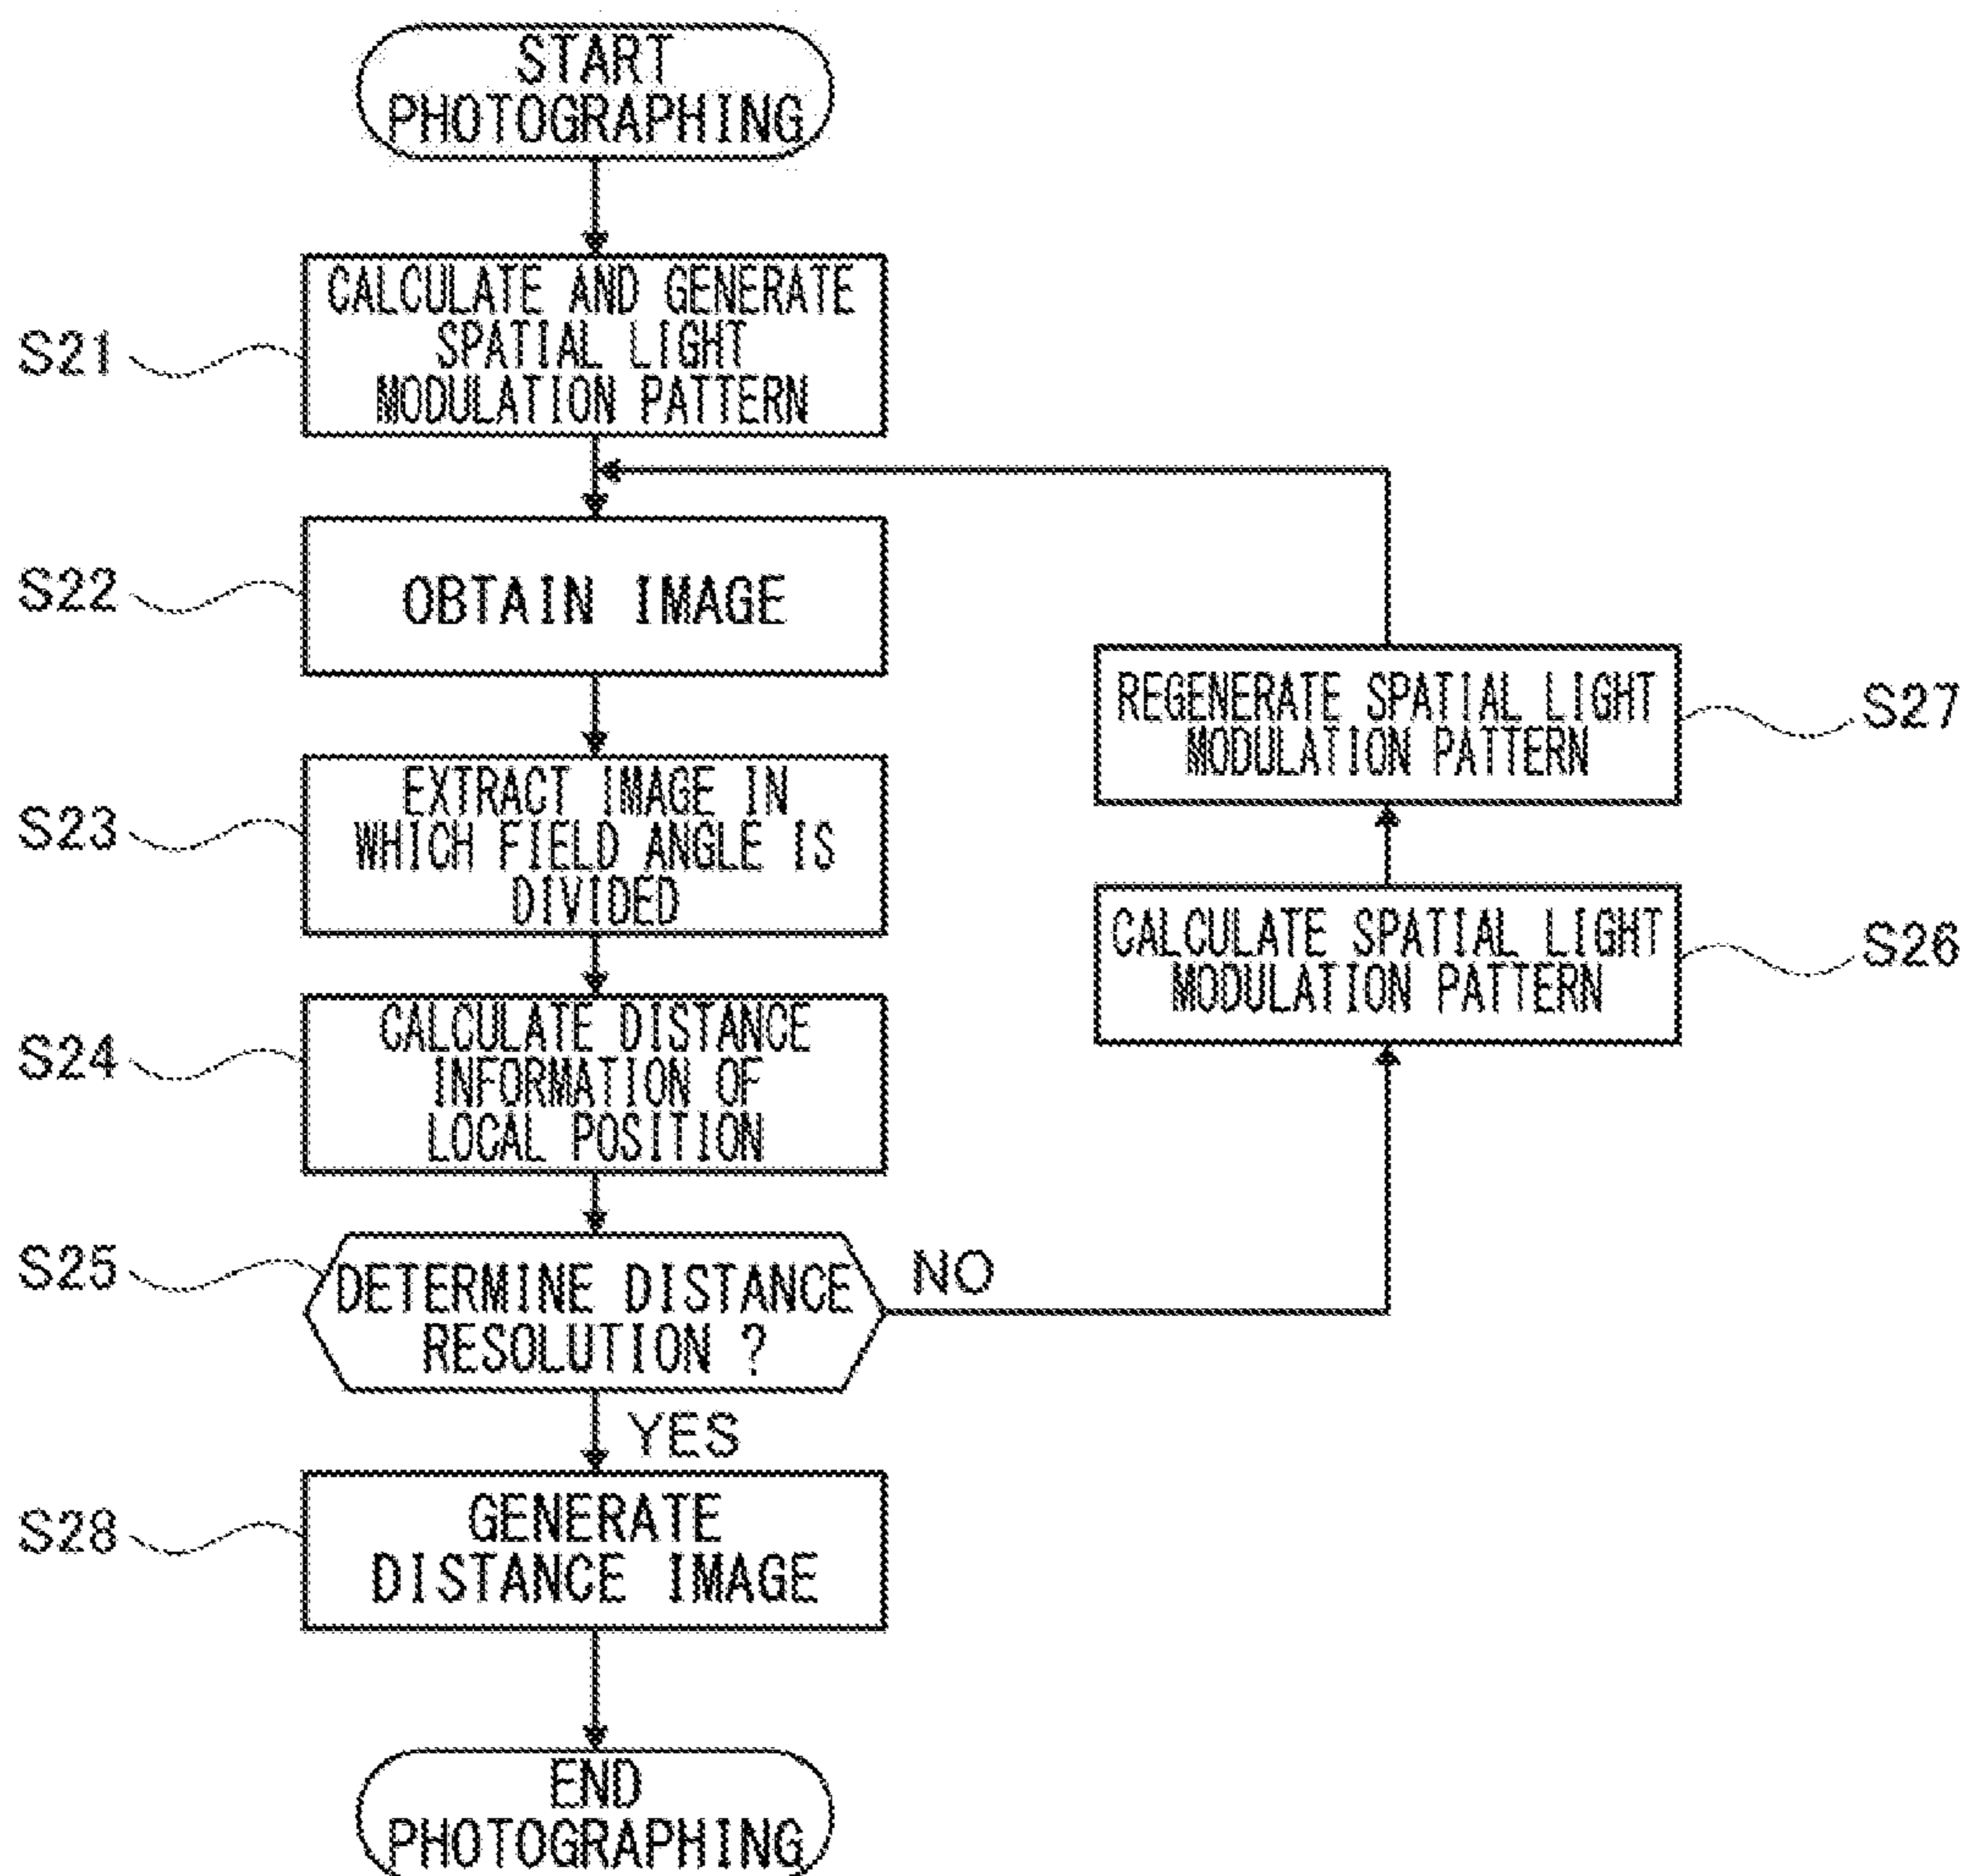 START
PHOTOGRAPHING
S21
CALCULATE AND GENERATE
SPATIAL LIGHT
MODULATION PATTERN
S22
OBTAIN IMAGE
S23
EXTRACT IMAGE IN
WHICH FIELD ANGLE IS
DIVIDED
S24
CALCULATE DISTANCE
INFORMATION OF
LOCAL POSITION
S25
DETERMINE DISTANCE
RESOLUTION ?
NO
YES
CALCULATE SPATIAL LIGHT
MODULATION PATTERN
S26
REGENERATE SPATIAL LIGHT
MODULATION PATTERN
S27
S28
GENERATE
DISTANCE IMAGE
END
PHOTOGRAPHING